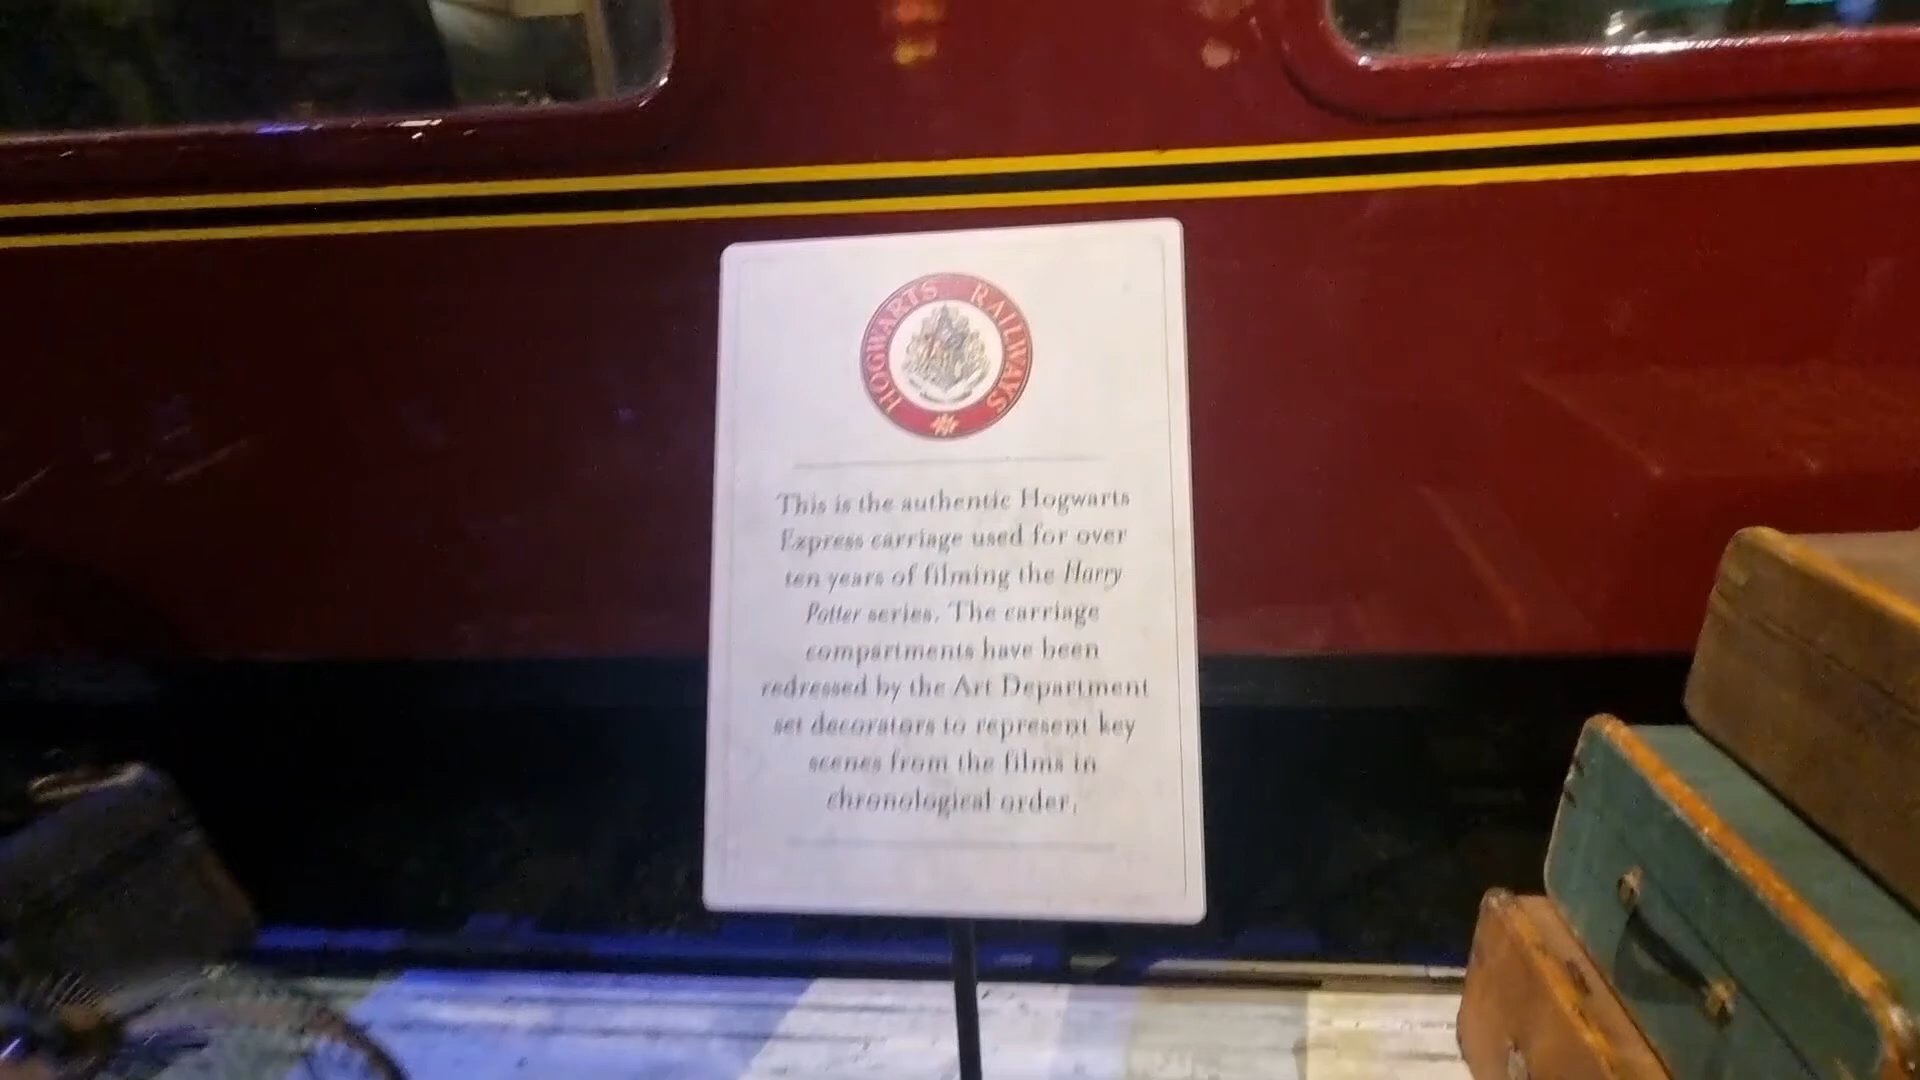 HOGWARTS RAILWAYS
This is the authentic Hogwarts
Express carriage used for over
ten years of filming the Harry
Potter series. The carriage
compartments have been
redressed by the Art Department
set decorators to represent key
scenes from the films in
chronological order.